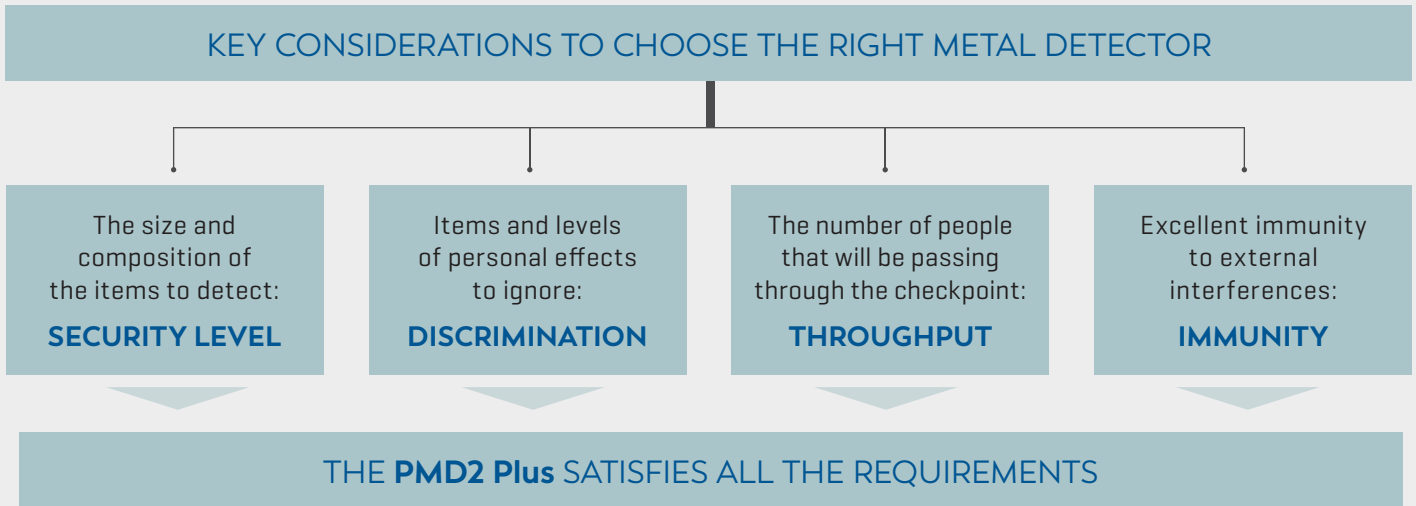 KEY CONSIDERATIONS TO CHOOSE THE RIGHT METAL DETECTOR
The size and
composition of
the items to detect:
SECURITY LEVEL
Items and levels
of personal effects
to ignore:
DISCRIMINATION
The number of people
that will be passing
through the checkpoint:
THROUGHPUT
Excellent immunity
to external
interferences:
IMMUNITY
THE PMD2 Plus SATISFIES ALL THE REQUIREMENTS